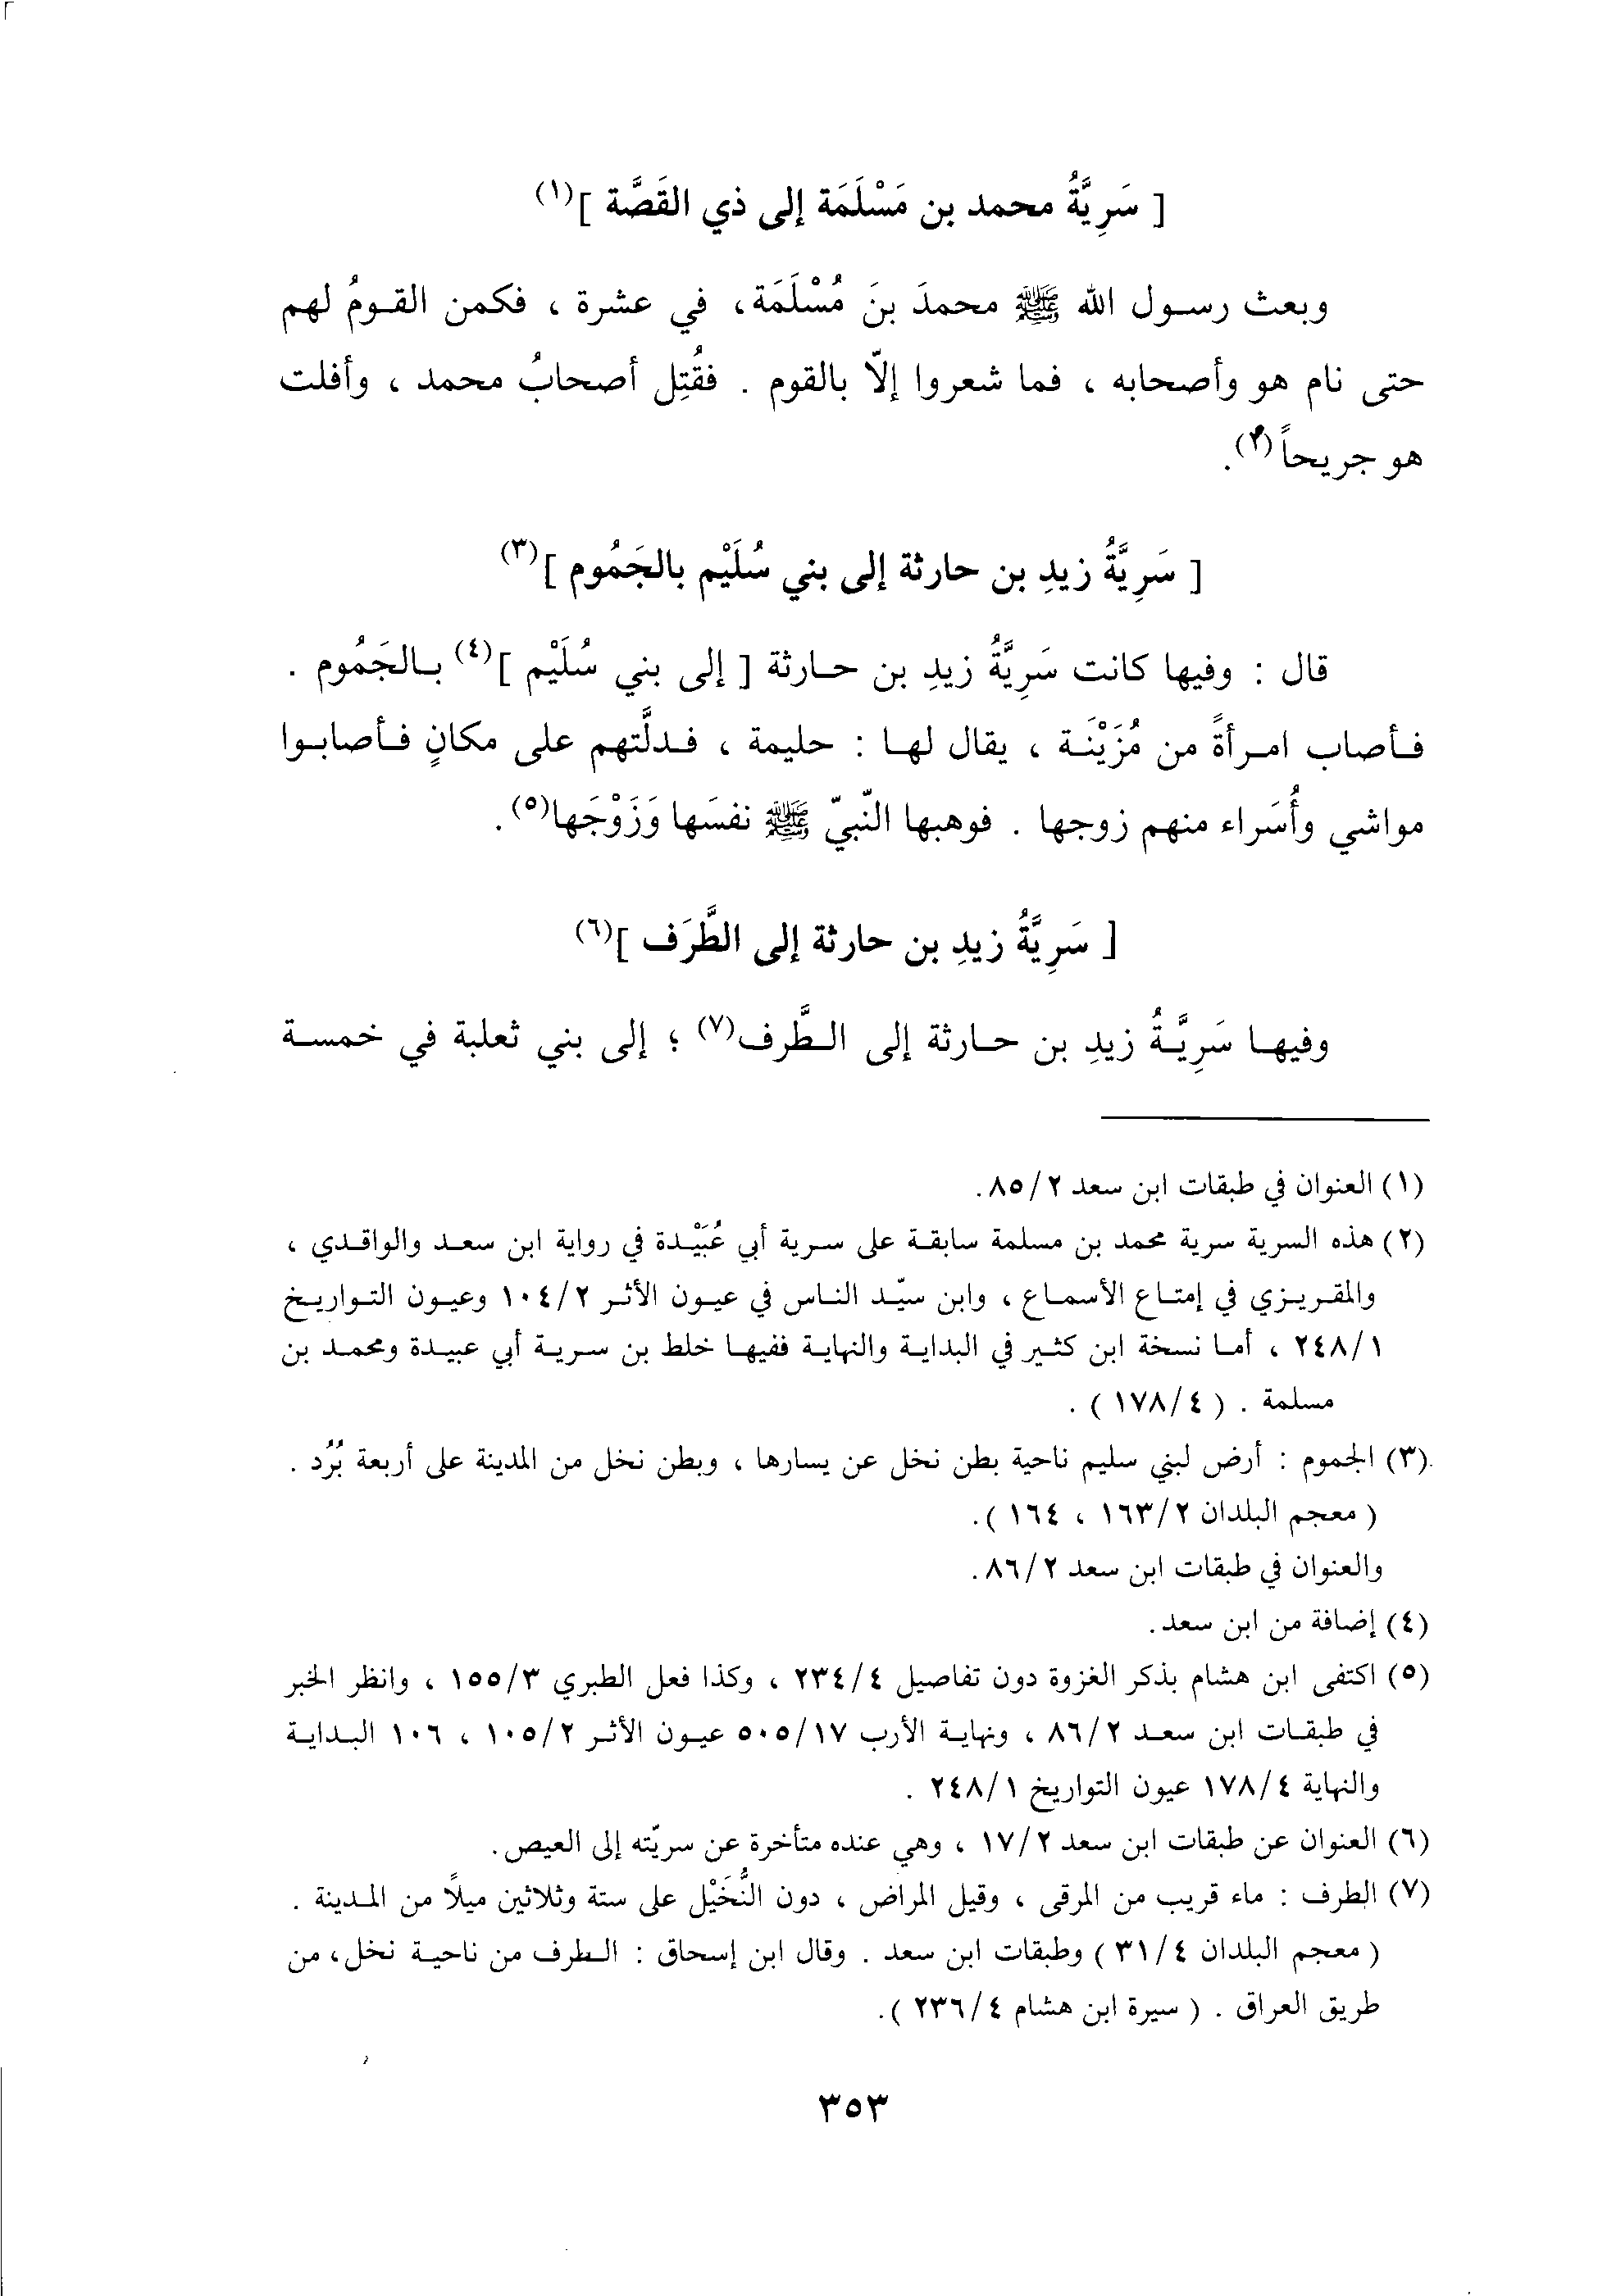 [ سَرِيَّةُ محمد بن مَسْلَمَة إلى ذي القَصَّة ](١)
وبعث رسول الله ﷺ محمدَ بنَ مُسْلَمَة، في عشرة ، فكمن القومُ لهم
حتى نام هو وأصحابه ، فما شعروا إلاّ بالقوم . فقُتِل أصحابُ محمد ، وأفلت
هو جريحاً(٢).
[ سَرِيَّةُ زيدِ بن حارثة إلى بني سُلَيْم بالجَمُوم ](٣)
قال : وفيها كانت سَرِيَّةُ زيدِ بن حارثة [ إلى بني سُلَيْم ](٤) بالجَمُوم .
فأصاب امرأةً من مُزَيْنَة ، يقال لها : حليمة ، فدلَّتهم على مكانٍ فأصابوا
مواشي وأُسَراء منهم زوجها . فوهبها النّبيّ ﷺ نفسَها وَزَوْجَها(٥).
[ سَرِيَّةُ زيدِ بن حارثة إلى الطَّرَف ](٦)
وفيها سَرِيَّةُ زيدِ بن حارثة إلى الطَّرف(٧) ؛ إلى بني ثعلبة في خمسة
(١) العنوان في طبقات ابن سعد ٨٥/٢.
(٢) هذه السرية سرية محمد بن مسلمة سابقة على سرية أبي عُبَيْدة في رواية ابن سعد والواقدي ،
والمقريزي في إمتاع الأسماع ، وابن سيّد الناس في عيون الأثر ١٠٤/٢ وعيون التواريخ
٢٤٨/١ ، أما نسخة ابن كثير في البداية والنهاية ففيها خلط بن سرية أبي عبيدة ومحمد بن
مسلمة . ( ١٧٨/٤ ) .
(٣) الجموم : أرض لبني سليم ناحية بطن نخل عن يسارها ، وبطن نخل من المدينة على أربعة بُرُد .
( معجم البلدان ١٦٣/٢ ، ١٦٤ ).
والعنوان في طبقات ابن سعد ٨٦/٢.
(٤) إضافة من ابن سعد.
(٥) اكتفى ابن هشام بذكر الغزوة دون تفاصيل ٢٣٤/٤ ، وكذا فعل الطبري ١٥٥/٣ ، وانظر الخبر
في طبقات ابن سعد ٨٦/٢ ، ونهاية الأرب ٥٠٥/١٧ عيون الأثر ١٠٥/٢ ، ١٠٦ البداية
والنهاية ١٧٨/٤ عيون التواريخ ٢٤٨/١ .
(٦) العنوان عن طبقات ابن سعد ١٧/٢ ، وهي عنده متأخرة عن سريّته إلى العيص.
(٧) الطرف : ماء قريب من المرقى ، وقيل المراض ، دون النُّخَيْل على ستة وثلاثين ميلاً من المدينة .
( معجم البلدان ٣١/٤ ) وطبقات ابن سعد . وقال ابن إسحاق : الطرف من ناحية نخل، من
طريق العراق . ( سيرة ابن هشام ٢٣٦/٤ ).
٣٥٣